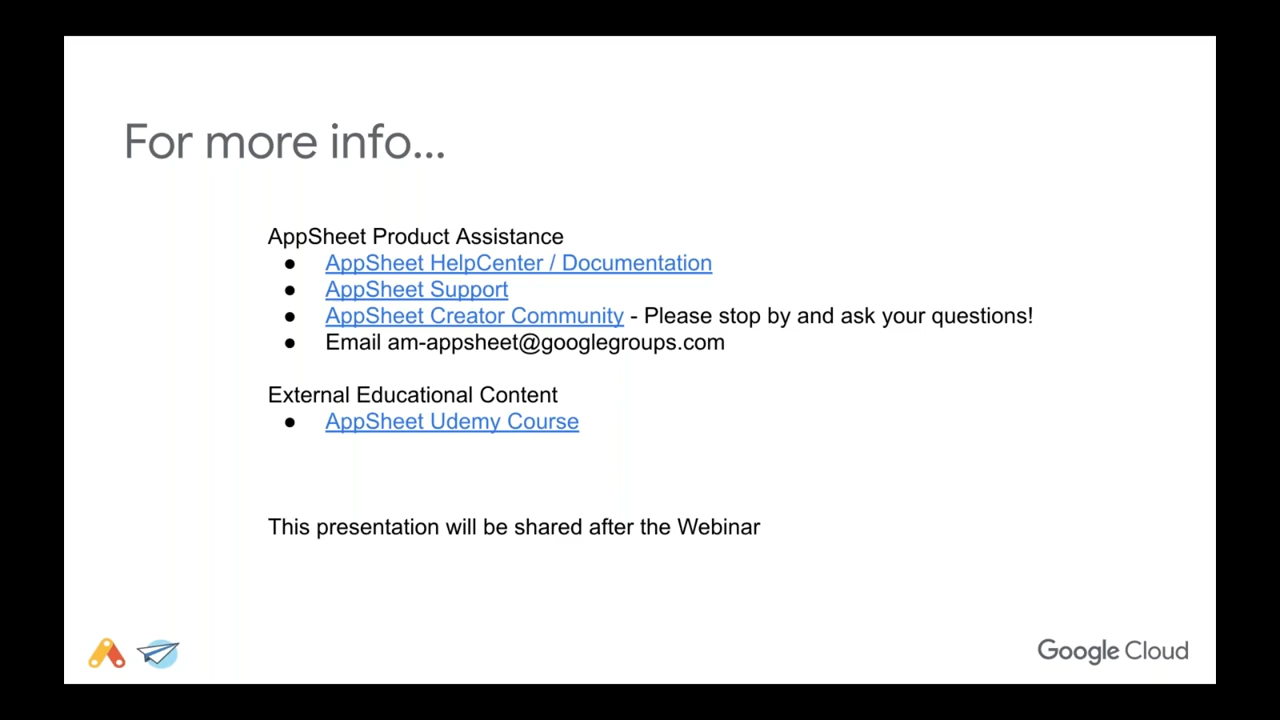 For more info...
AppSheet Product Assistance
● AppSheet HelpCenter / Documentation
● AppSheet Support
● AppSheet Creator Community - Please stop by and ask your questions!
● Email am-appsheet@googlegroups.com
External Educational Content
● AppSheet Udemy Course
This presentation will be shared after the Webinar
Google Cloud